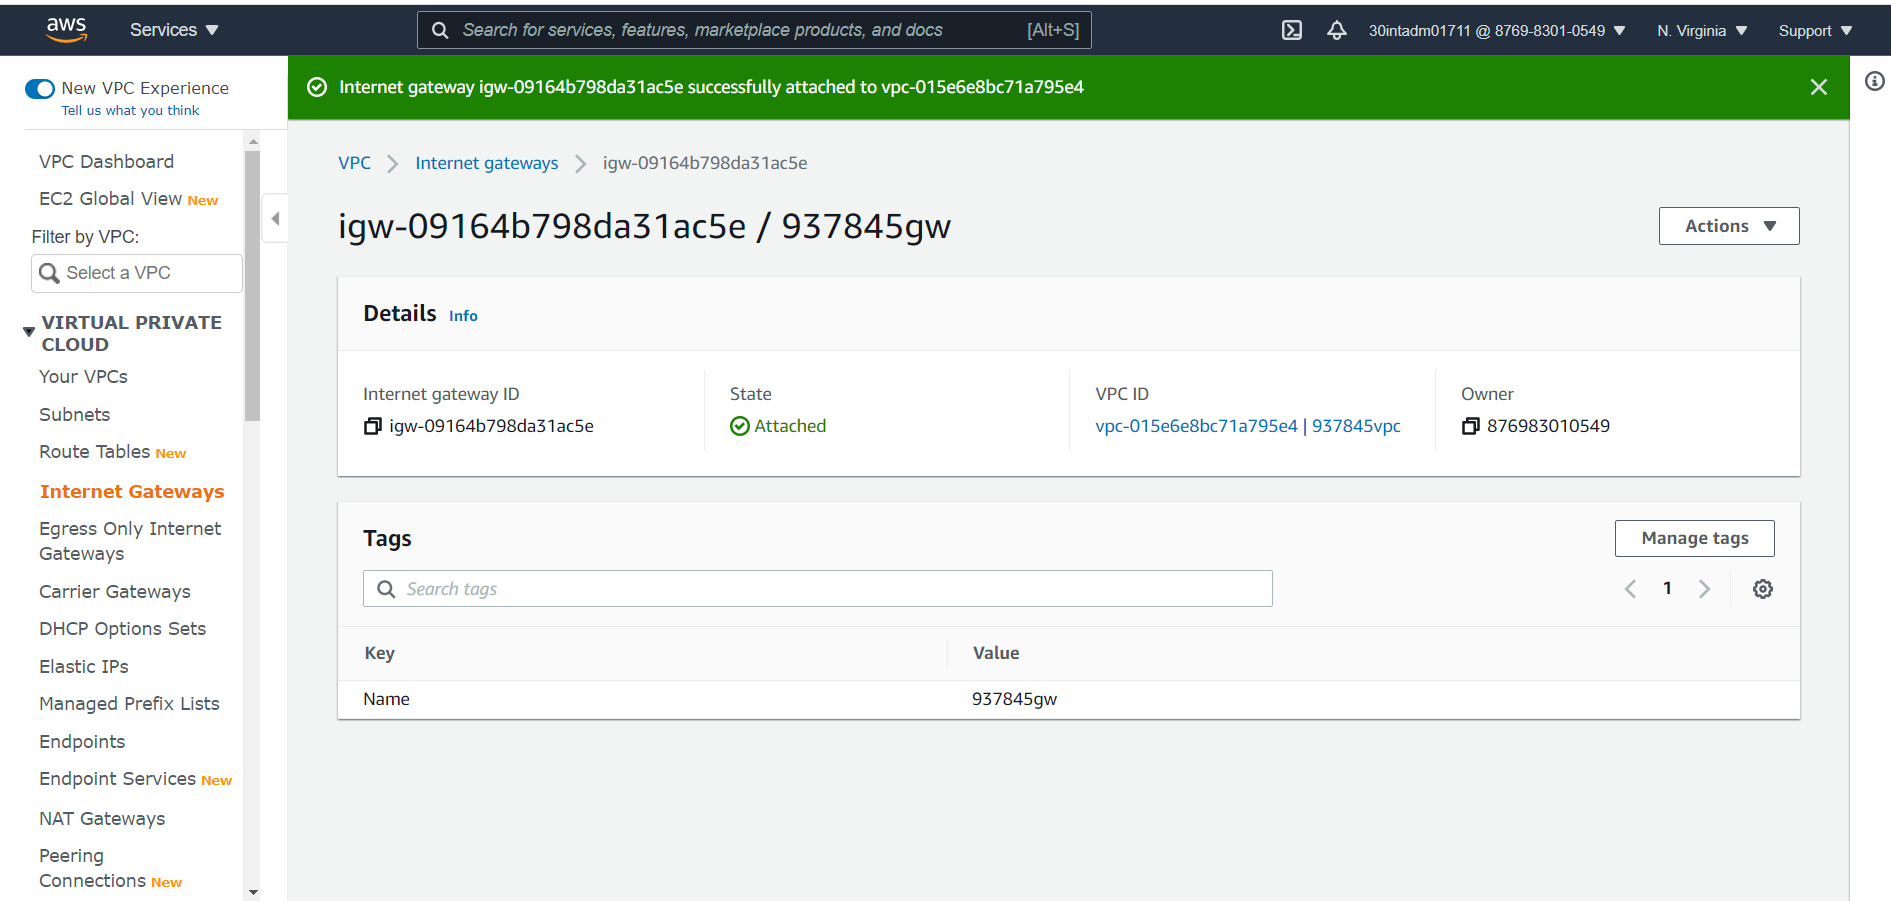 aws Services Search for services, features, marketplace products, and docs [Alt+S] 30intadm01711 @ 8769-8301-0549 N. Virginia Support
New VPC Experience
Tell us what you think
VPC Dashboard
EC2 Global View New
Filter by VPC:
Select a VPC
VIRTUAL PRIVATE
CLOUD
Your VPCs
Subnets
Route Tables New
Internet Gateways
Egress Only Internet
Gateways
Carrier Gateways
DHCP Options Sets
Elastic IPs
Managed Prefix Lists
Endpoints
Endpoint Services New
NAT Gateways
Peering
Connections New
Internet gateway igw-09164b798da31ac5e successfully attached to vpc-015e6e8bc71a795e4
VPC Internet gateways igw-09164b798da31ac5e
igw-09164b798da31ac5e / 937845gw
Actions
Details Info
Internet gateway ID State VPC ID Owner
igw-09164b798da31ac5e Attached vpc-015e6e8bc71a795e4 | 937845vpc 876983010549
Tags
Manage tags
Search tags
1
Key Value
Name 937845gw